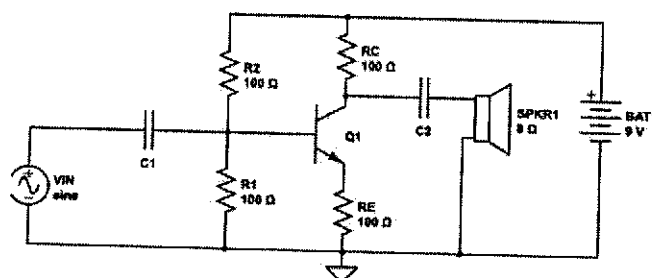 RC
100 Ω
R2
100 Ω
SPKR1
8 Ω
BAT
9 V
Q1
C2
C1
VIN
sine
R1
100 Ω
RE
100 Ω